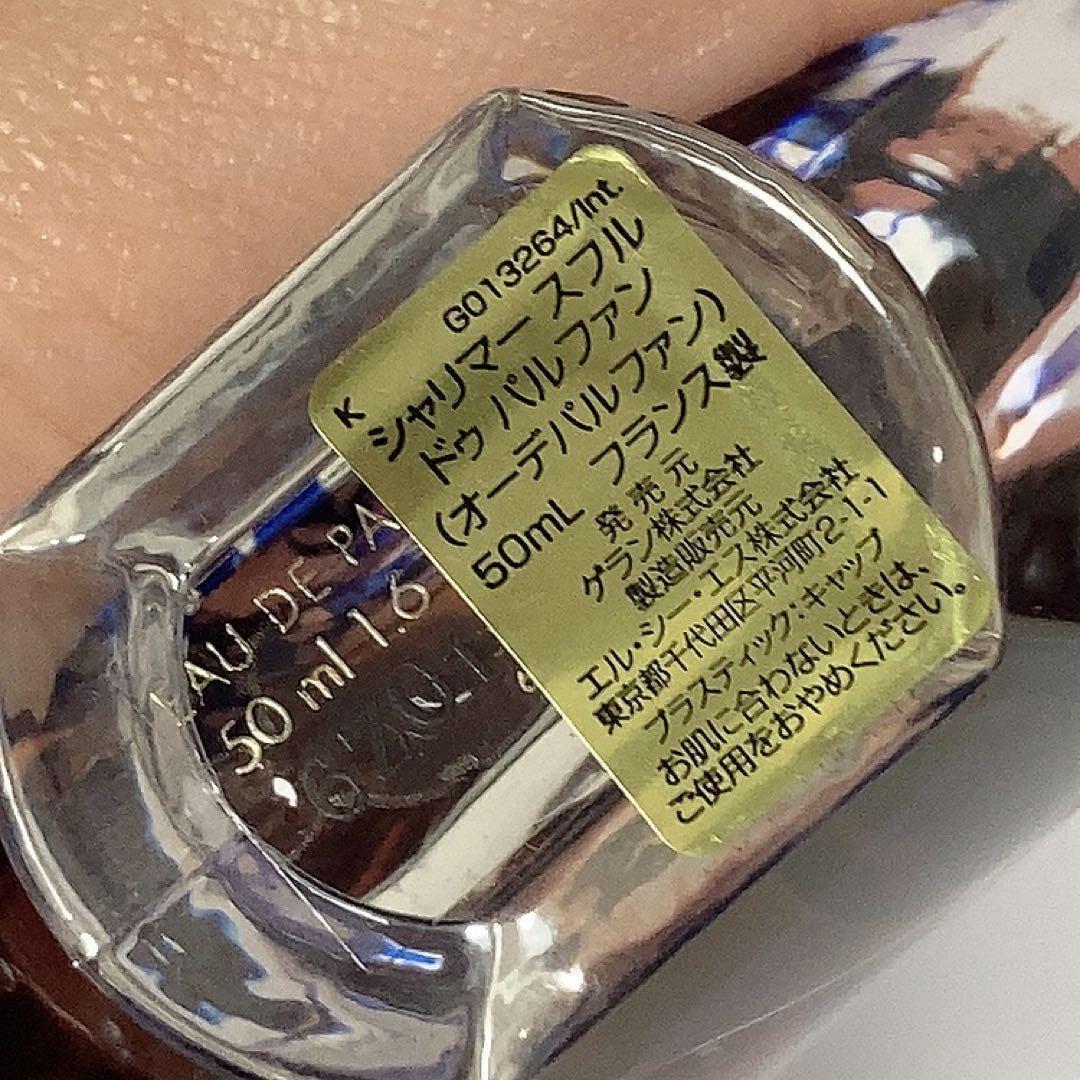 G013264/Int.
K
シャリマー スフル
ドゥ パルファン
(オーデパルファン)
50mL フランス製
発売元
ゲラン株式会社
製造販売元
エル・シー・エス株式会社
東京都千代田区平河町2-1-1
プラスティック:キャップ
お肌に合わないときは、
ご使用をおやめください。
EAU DE PA
50 ml 1.6